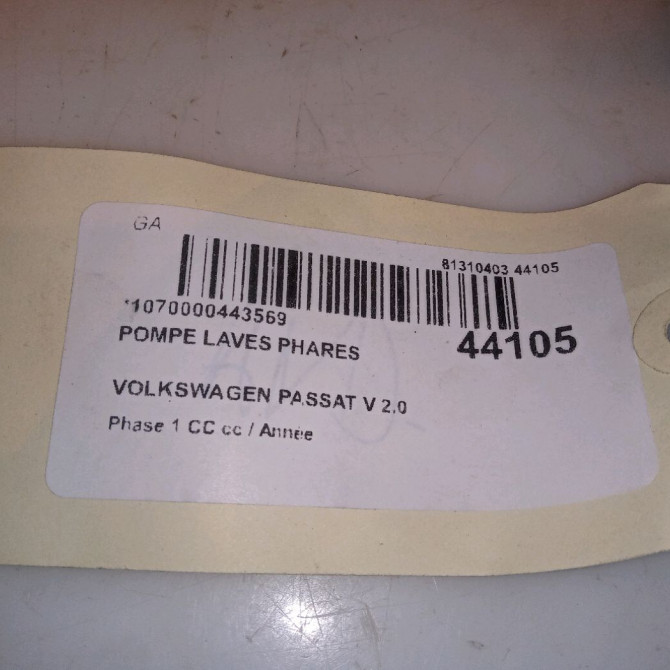 GA
81310403 44105
*1070000443569
44105
POMPE LAVES PHARES
VOLKSWAGEN PASSAT V 2.0
Phase 1 CC cc / Année